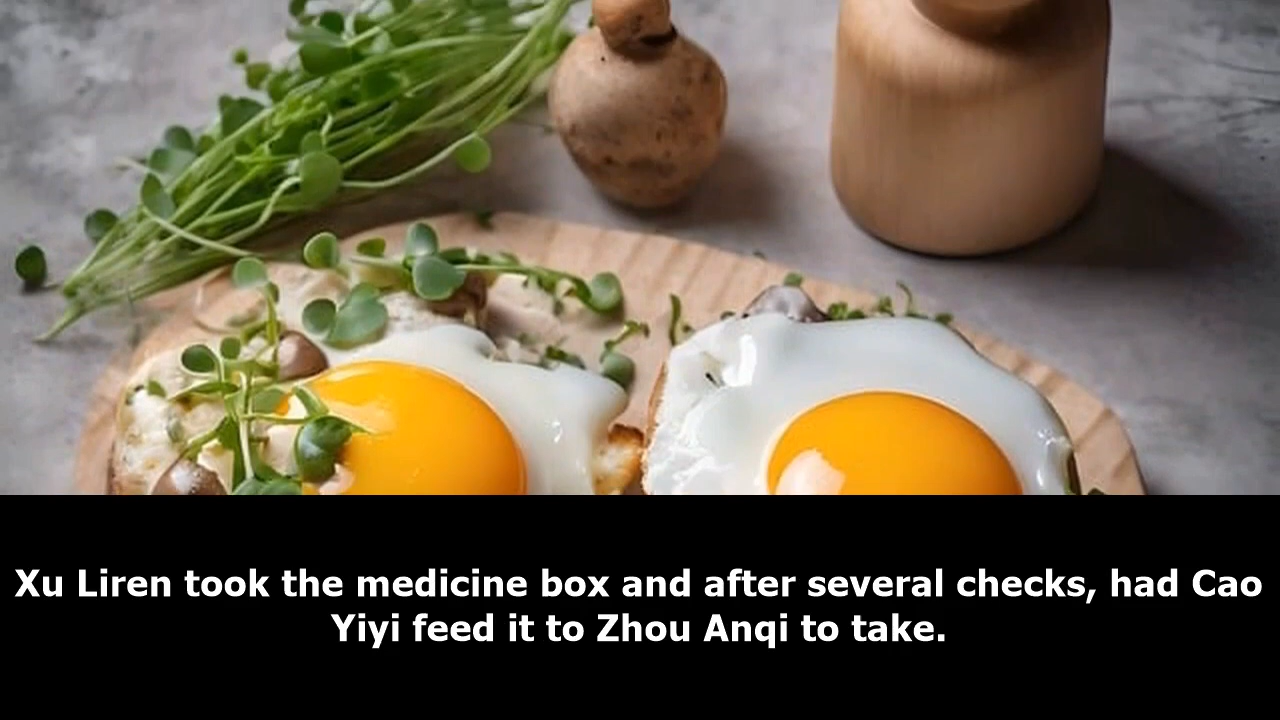 Xu Liren took the medicine box and after several checks, had Cao
Yiyi feed it to Zhou Anqi to take.